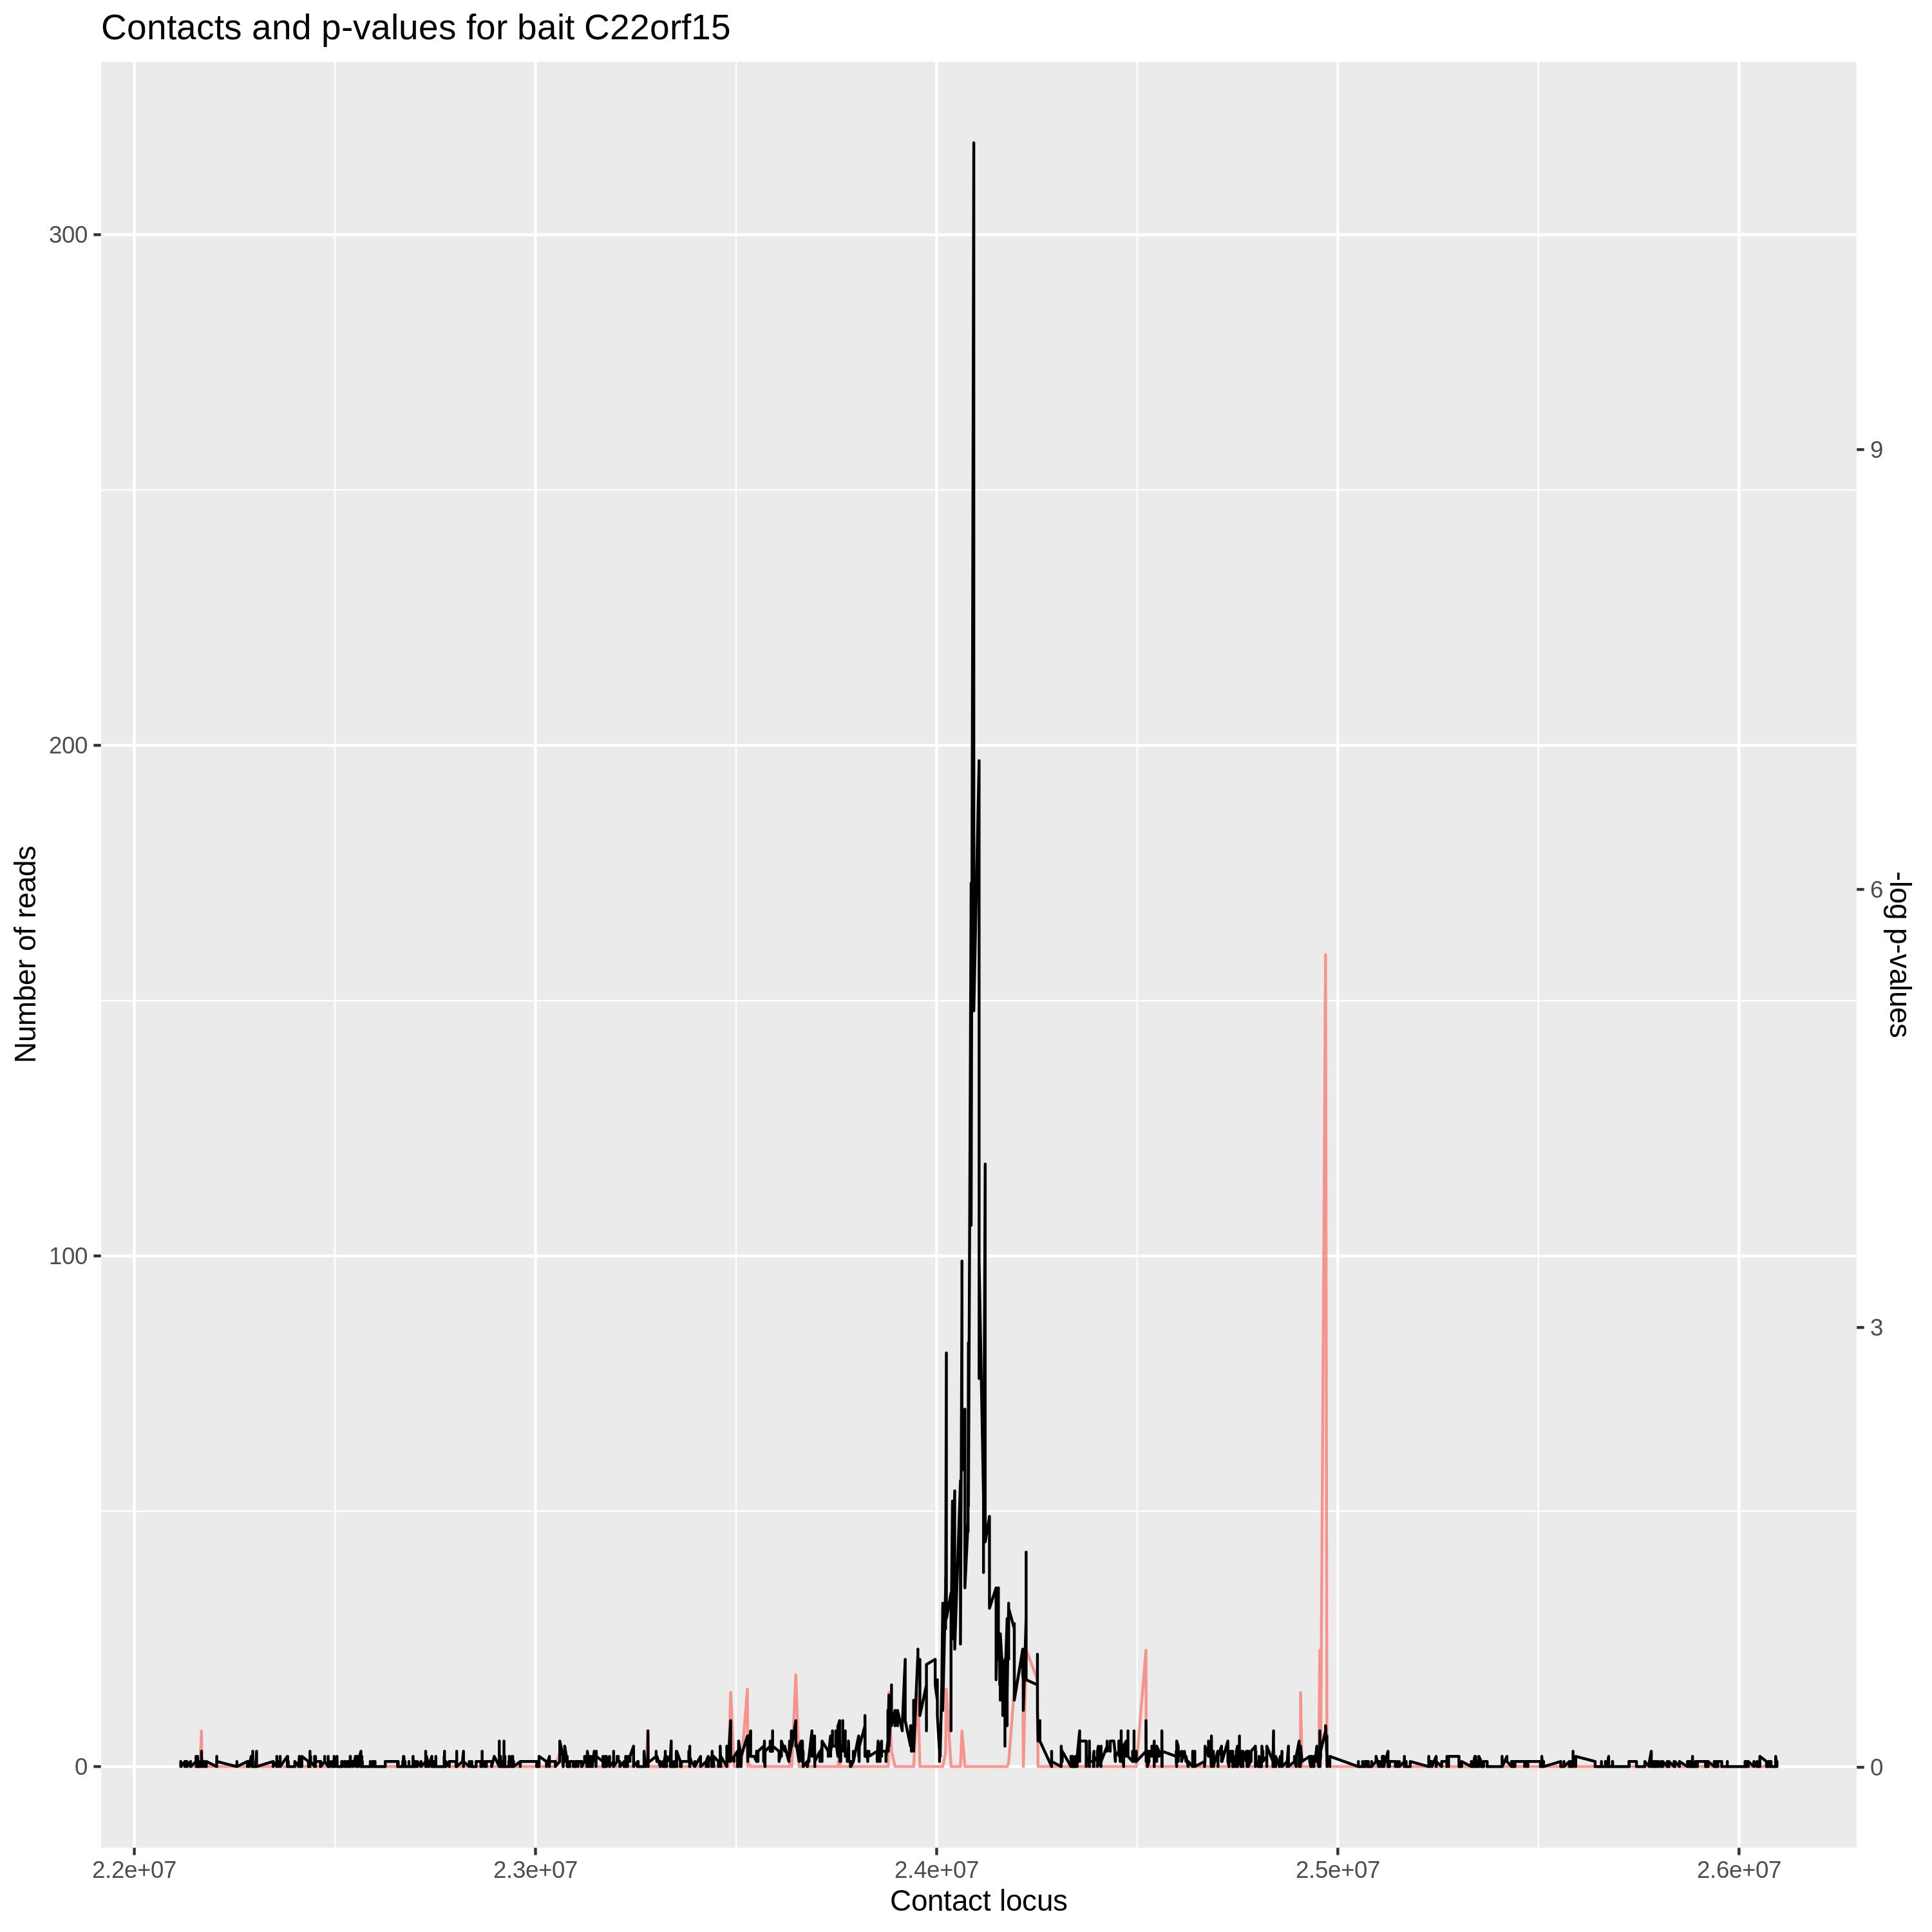 Contacts and p-values for bait C22orf15
300
200
100
0
Number of reads
9
6
3
0
-log p-values
2.2e+07 2.3e+07 2.4e+07 2.5e+07 2.6e+07
Contact locus